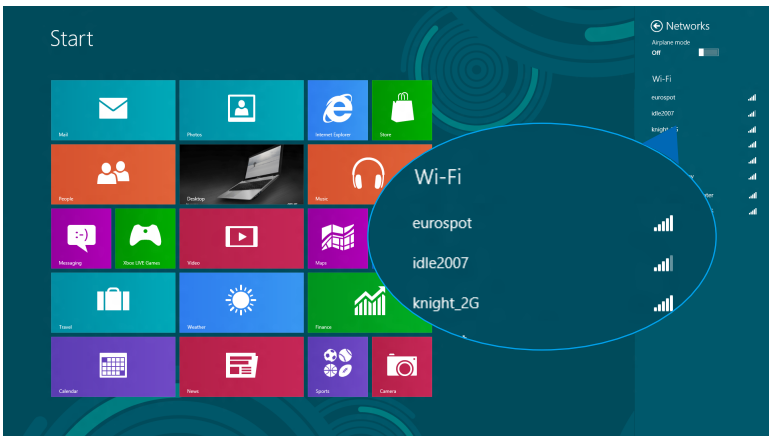 Start
Mail
Photos
Internet Explorer
Store
People
Desktop
Music
Messaging
Xbox LIVE Games
Video
Maps
Travel
Weather
Finance
Calendar
News
Sports
Camera
Networks
Airplane mode
Off
Wi-Fi
eurospot
idle2007
knight_2G
Wi-Fi
eurospot
idle2007
knight_2G